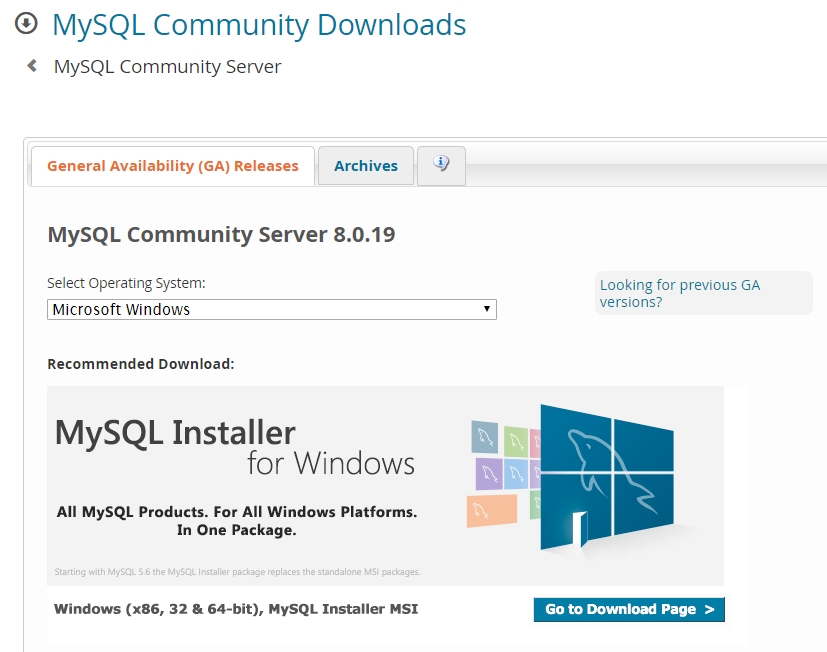 MySQL Community Downloads
MySQL Community Server
General Availability (GA) Releases
Archives
MySQL Community Server 8.0.19
Select Operating System:
Microsoft Windows
Looking for previous GA
versions?
Recommended Download:
MySQL Installer
for Windows
All MySQL Products. For All Windows Platforms.
In One Package.
Starting with MySQL 5.6 the MySQL Installer package replaces the standalone MSI packages.
Windows (x86, 32 & 64-bit), MySQL Installer MSI
Go to Download Page >